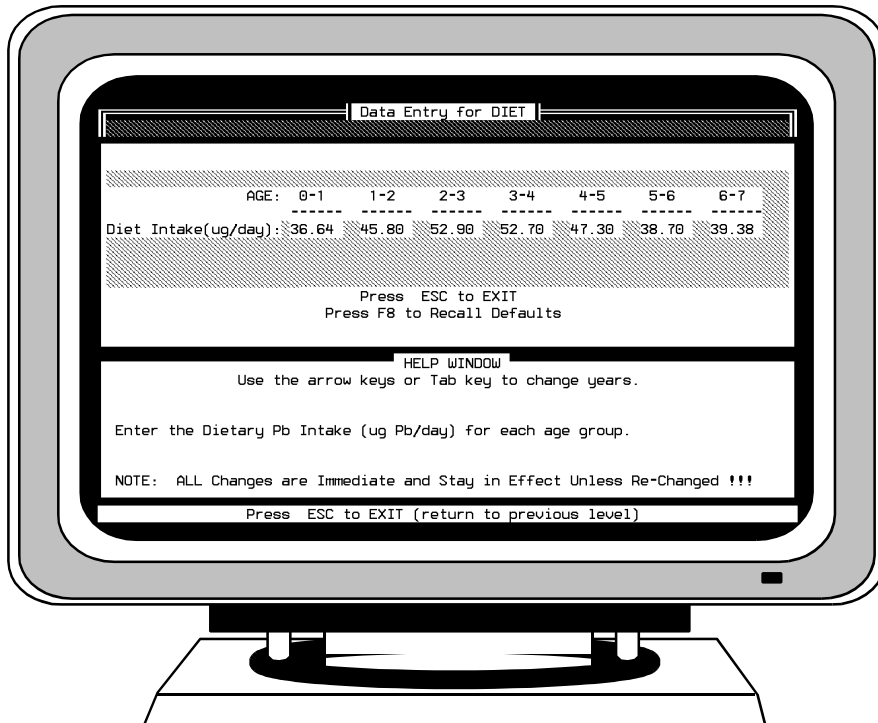 Data Entry for DIET
AGE: 0-1 1-2 2-3 3-4 4-5 5-6 6-7
------ ------ ------ ------ ------ ------ ------
Diet Intake(ug/day): 36.64 45.80 52.90 52.70 47.30 38.70 39.38
Press ESC to EXIT
Press F8 to Recall Defaults
HELP WINDOW
Use the arrow keys or Tab key to change years.
Enter the Dietary Pb Intake (ug Pb/day) for each age group.
NOTE: ALL Changes are Immediate and Stay in Effect Unless Re-Changed !!!
Press ESC to EXIT (return to previous level)